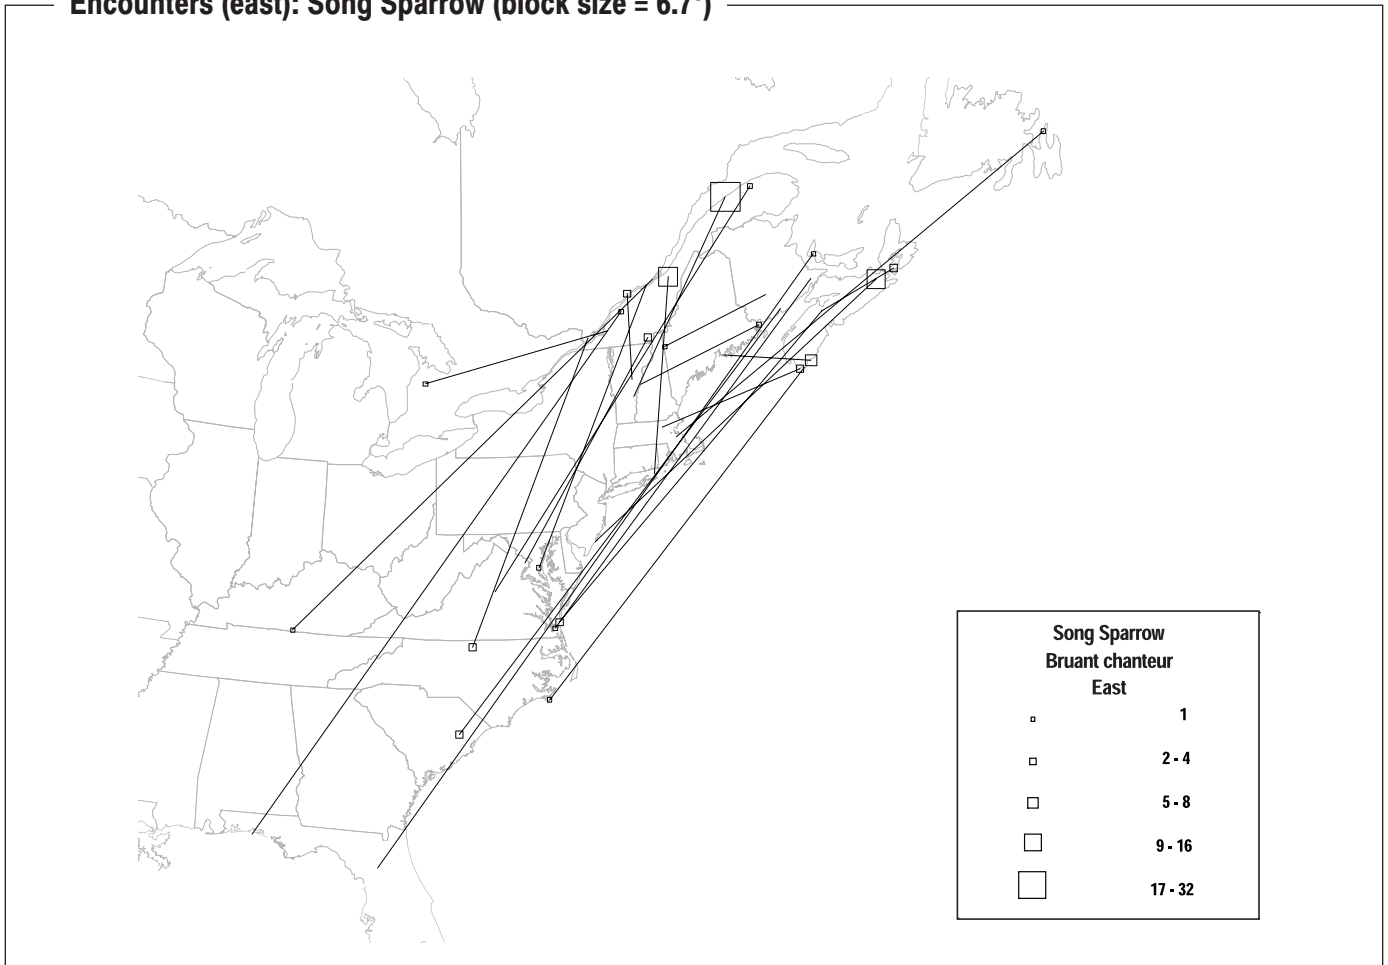 Encounters (east): Song Sparrow (block size = 6.7°)
Song Sparrow
Bruant chanteur
East
1
2 - 4
5 - 8
9 - 16
17 - 32